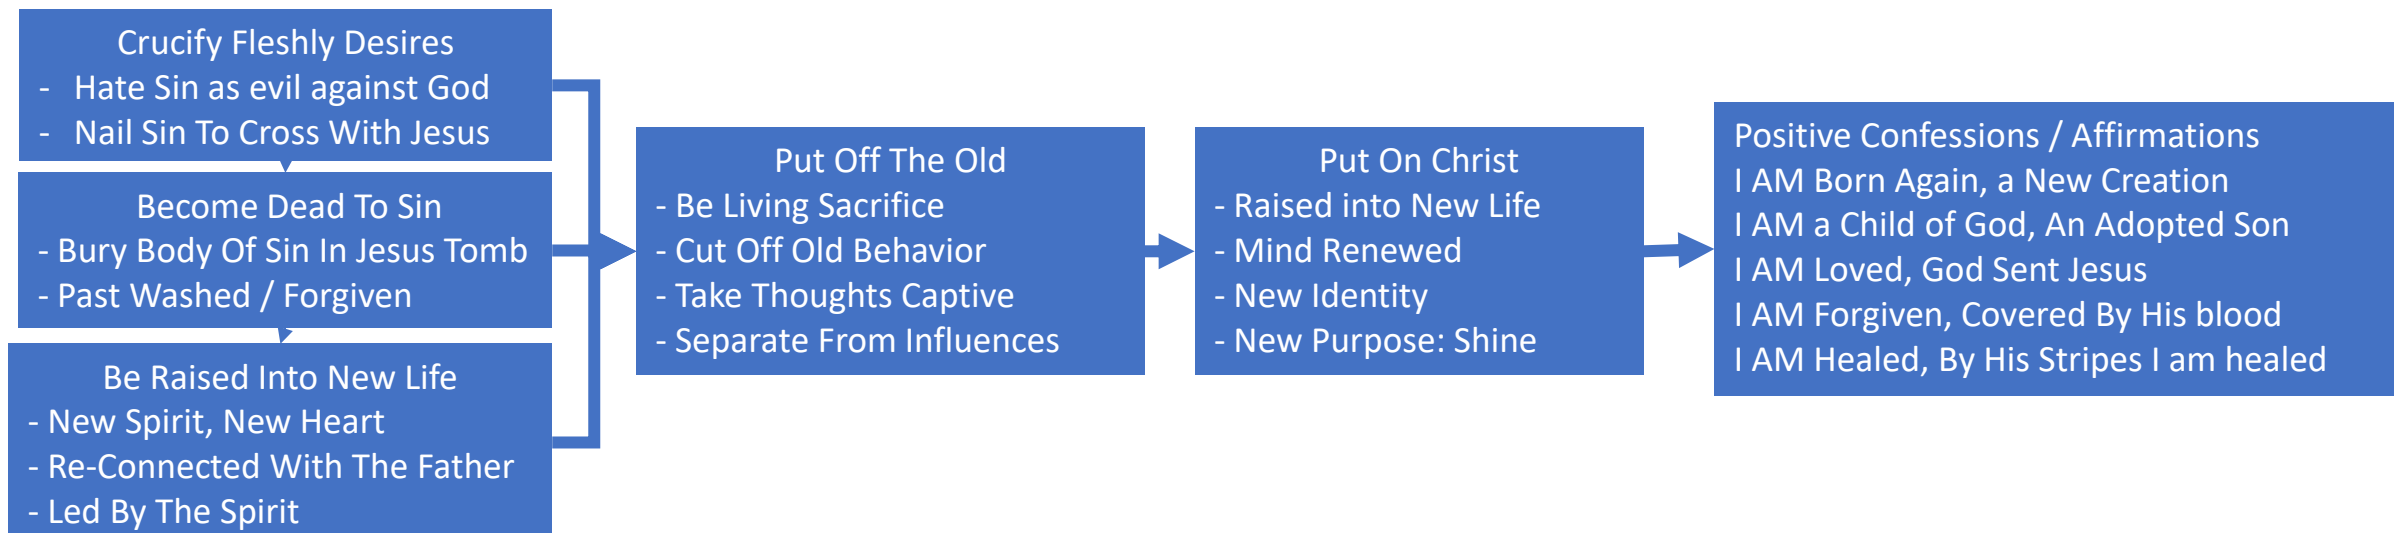 Crucify Fleshly Desires
- Hate Sin as evil against God
- Nail Sin To Cross With Jesus
Become Dead To Sin
- Bury Body Of Sin In Jesus Tomb
- Past Washed / Forgiven
Be Raised Into New Life
- New Spirit, New Heart
- Re-Connected With The Father
- Led By The Spirit
Put Off The Old
- Be Living Sacrifice
- Cut Off Old Behavior
- Take Thoughts Captive
- Separate From Influences
Put On Christ
- Raised into New Life
- Mind Renewed
- New Identity
- New Purpose: Shine
Positive Confessions / Affirmations
I AM Born Again, a New Creation
I AM a Child of God, An Adopted Son
I AM Loved, God Sent Jesus
I AM Forgiven, Covered By His blood
I AM Healed, By His Stripes I am healed